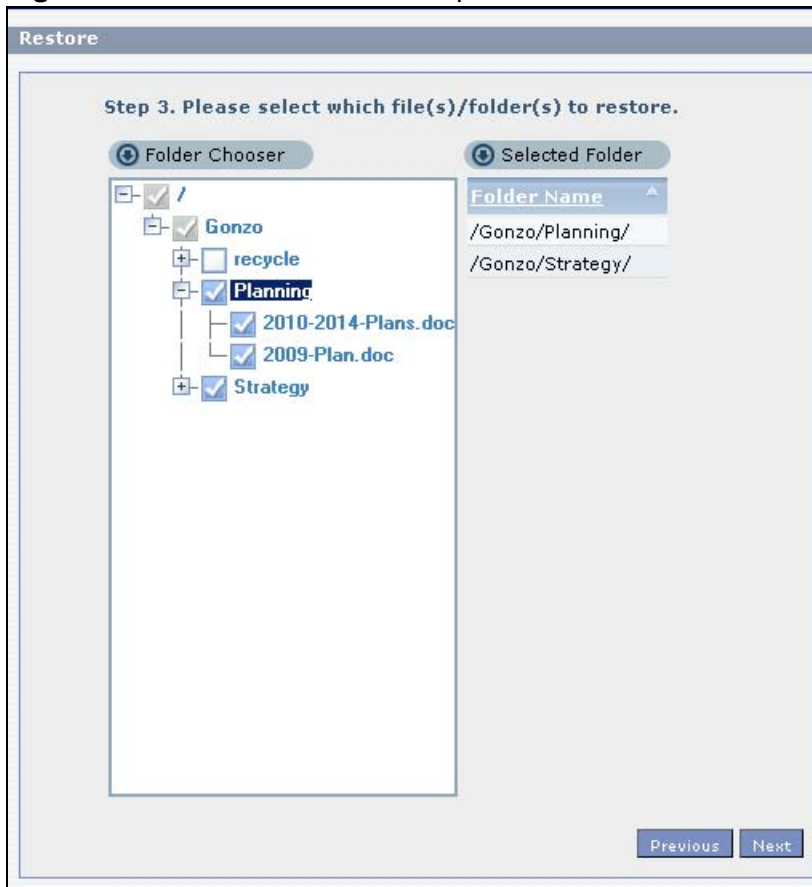 Restore
Step 3. Please select which file(s)/folder(s) to restore.
Folder Chooser
Selected Folder
/
Gonzo
recycle
Planning
2010-2014-Plans.doc
2009-Plan.doc
Strategy
Folder Name
/Gonzo/Planning/
/Gonzo/Strategy/
Previous
Next